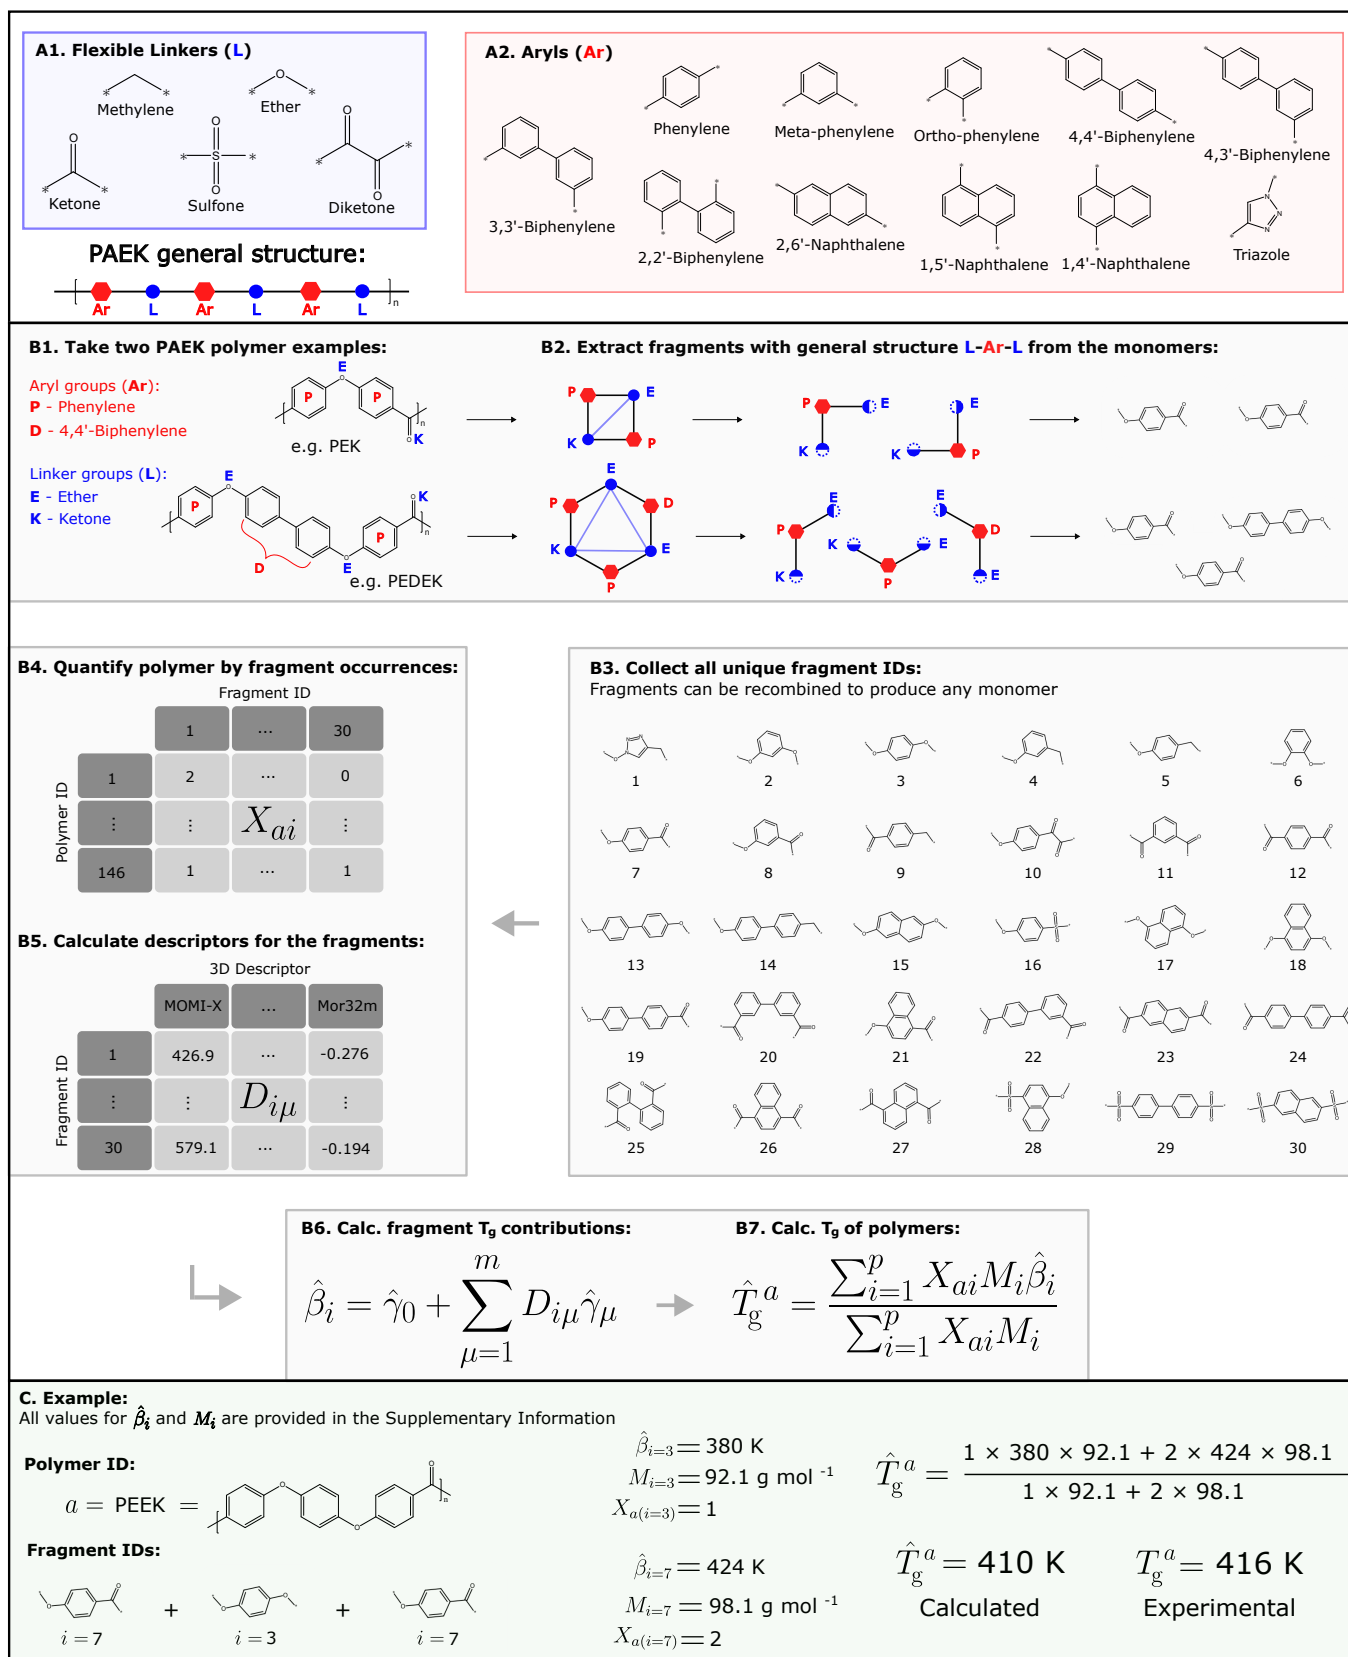 A1. Flexible Linkers (L)
Methylene
O
Ether
O
Ketone
O
S
O
Sulfone
O
O
Diketone
PAEK general structure:
Ar L Ar L Ar L n
A2. Aryls (Ar)
Phenylene
Meta-phenylene
Ortho-phenylene
4,4'-Biphenylene
4,3'-Biphenylene
3,3'-Biphenylene
2,2'-Biphenylene
2,6'-Naphthalene
1,5'-Naphthalene
1,4'-Naphthalene
N
N
N
Triazole
B1. Take two PAEK polymer examples:
Aryl groups (Ar):
P - Phenylene
D - 4,4'-Biphenylene
Linker groups (L):
E - Ether
K - Ketone
E
P P
n
K
e.g. PEK
E
K
P
P
n
D
E
e.g. PEDEK
B2. Extract fragments with general structure L-Ar-L from the monomers:
P E
K P
P E
K
E
K P
E
P D
K E
P
E
P
K
K E
P
E
D
E
B4. Quantify polymer by fragment occurrences:
Fragment ID
1 ... 30
Polymer ID
1 2 ... 0
⋮ ⋮ X_{ai} ⋮
146 1 ... 1
B5. Calculate descriptors for the fragments:
3D Descriptor
MOMI-X ... Mor32m
Fragment ID
1 426.9 ... -0.276
⋮ ⋮ D_{iμ} ⋮
30 579.1 ... -0.194
B3. Collect all unique fragment IDs:
Fragments can be recombined to produce any monomer
1 2 3 4 5 6
7 8 9 10 11 12
13 14 15 16 17 18
19 20 21 22 23 24
25 26 27 28 29 30
B6. Calc. fragment Tg contributions:
β̂_i = γ̂_0 + ∑_{μ=1}^{m} D_{iμ} γ̂_μ
B7. Calc. Tg of polymers:
T̂_g^a = ∑_{i=1}^{p} X_{ai} M_i β̂_i / ∑_{i=1}^{p} X_{ai} M_i
C. Example:
All values for β̂_i and M_i are provided in the Supplementary Information
Polymer ID:
a = PEEK =
O
O
O
n
Fragment IDs:
i = 7 + i = 3 + i = 7
β̂_{i=3} = 380 K
M_{i=3} = 92.1 g mol -1
X_{a(i=3)} = 1
β̂_{i=7} = 424 K
M_{i=7} = 98.1 g mol -1
X_{a(i=7)} = 2
T̂_g^a = 1 × 380 × 92.1 + 2 × 424 × 98.1 / 1 × 92.1 + 2 × 98.1
T̂_g^a = 410 K
Calculated
T_g^a = 416 K
Experimental